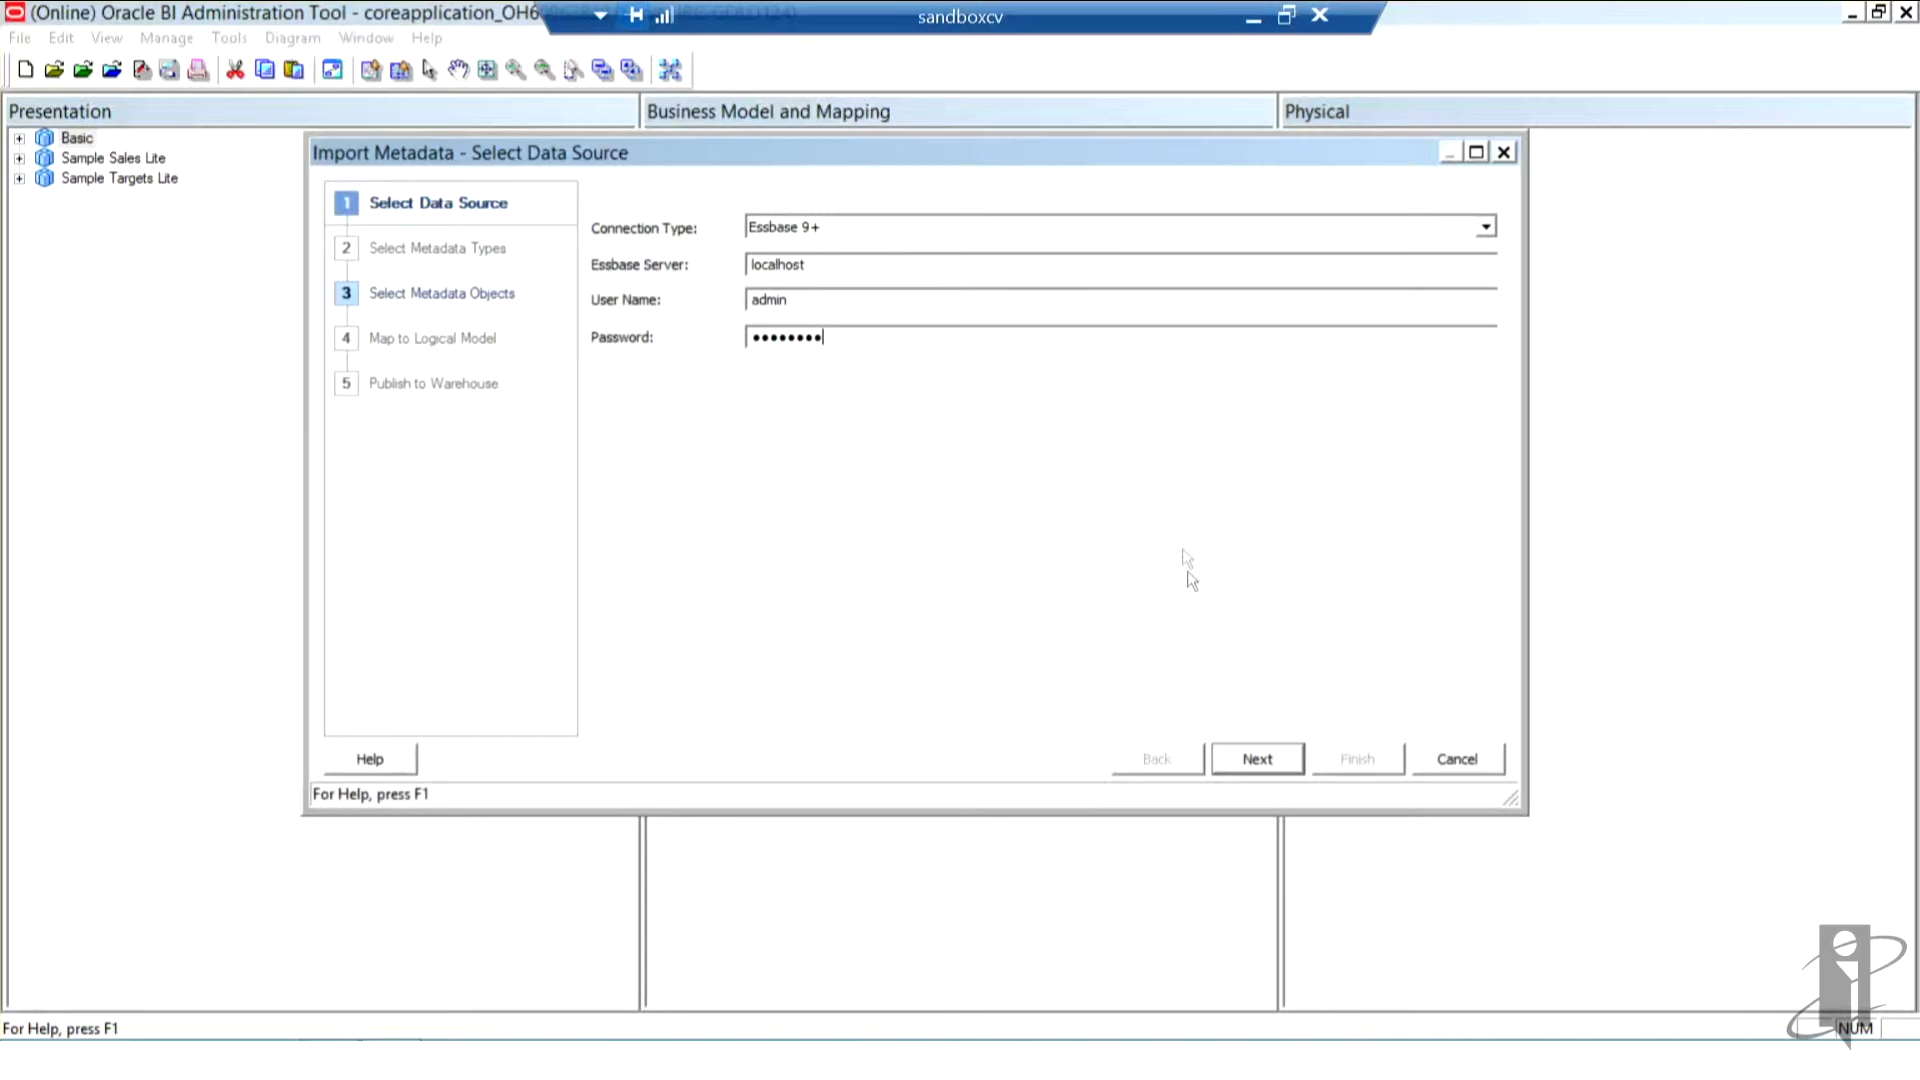 (Online) Oracle BI Administration Tool - coreapplication_OH6
sandboxcv
File Edit View Manage Tools Diagram Window Help
Presentation
Business Model and Mapping
Physical
Basic
Sample Sales Lite
Sample Targets Lite
Import Metadata - Select Data Source
1 Select Data Source
2 Select Metadata Types
3 Select Metadata Objects
4 Map to Logical Model
5 Publish to Warehouse
Connection Type: Essbase 9+
Essbase Server: localhost
User Name: admin
Password: ••••••••
Help
Back
Next
Finish
Cancel
For Help, press F1
For Help, press F1
NUM